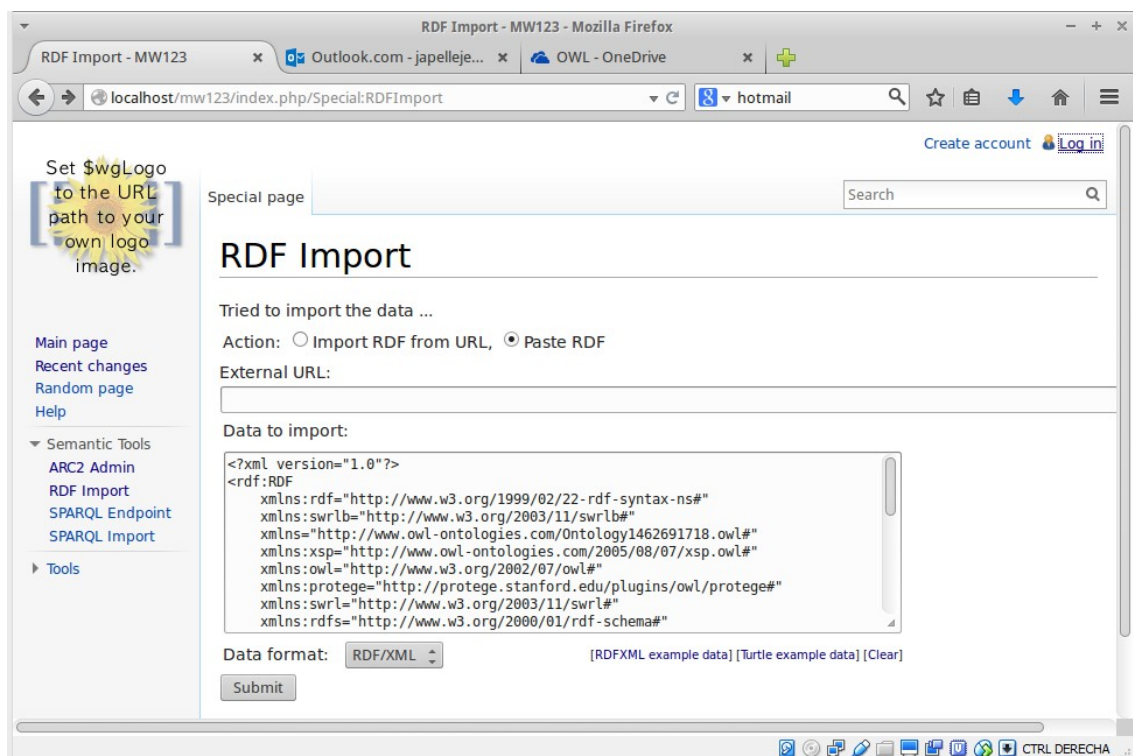 RDF Import - MW123 - Mozilla Firefox
RDF Import - MW123
Outlook.com - japelleje...
OWL - OneDrive
localhost/mw123/index.php/Special:RDFImport
hotmail
Create account Log in
Set $wgLogo
to the URL
path to your
own logo
image.
Special page
Search
RDF Import
Tried to import the data ...
Main page
Recent changes
Random page
Help
Semantic Tools
ARC2 Admin
RDF Import
SPARQL Endpoint
SPARQL Import
Tools
Action: Import RDF from URL, Paste RDF
External URL:
Data to import:
<?xml version="1.0"?>
<rdf:RDF
xmlns:rdf="http://www.w3.org/1999/02/22-rdf-syntax-ns#"
xmlns:swrlb="http://www.w3.org/2003/11/swrlb#"
xmlns="http://www.owl-ontologies.com/Ontology1462691718.owl#"
xmlns:xsp="http://www.owl-ontologies.com/2005/08/07/xsp.owl#"
xmlns:owl="http://www.w3.org/2002/07/owl#"
xmlns:protege="http://protege.stanford.edu/plugins/owl/protege#"
xmlns:swrl="http://www.w3.org/2003/11/swrl#"
xmlns:rdfs="http://www.w3.org/2000/01/rdf-schema#"
Data format: RDF/XML
[RDFXML example data] [Turtle example data] [Clear]
Submit
CTRL DERECHA